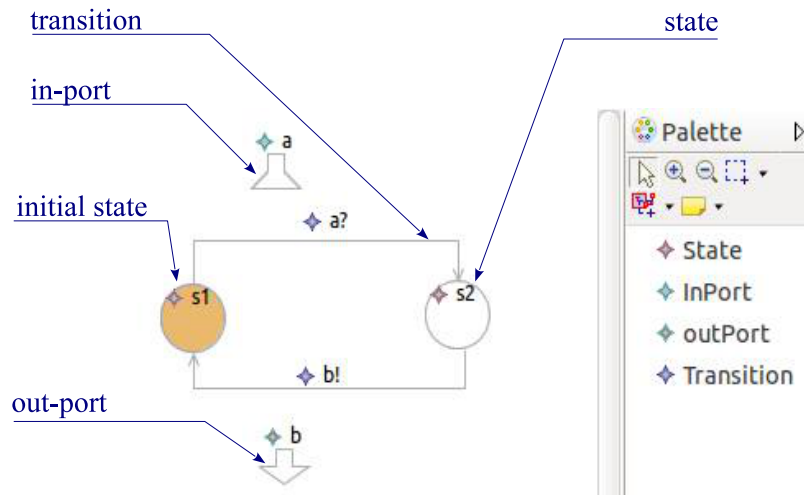 transition
state
in-port
a
Palette
initial state
a?
State
s1
s2
InPort
outPort
b!
Transition
out-port
b